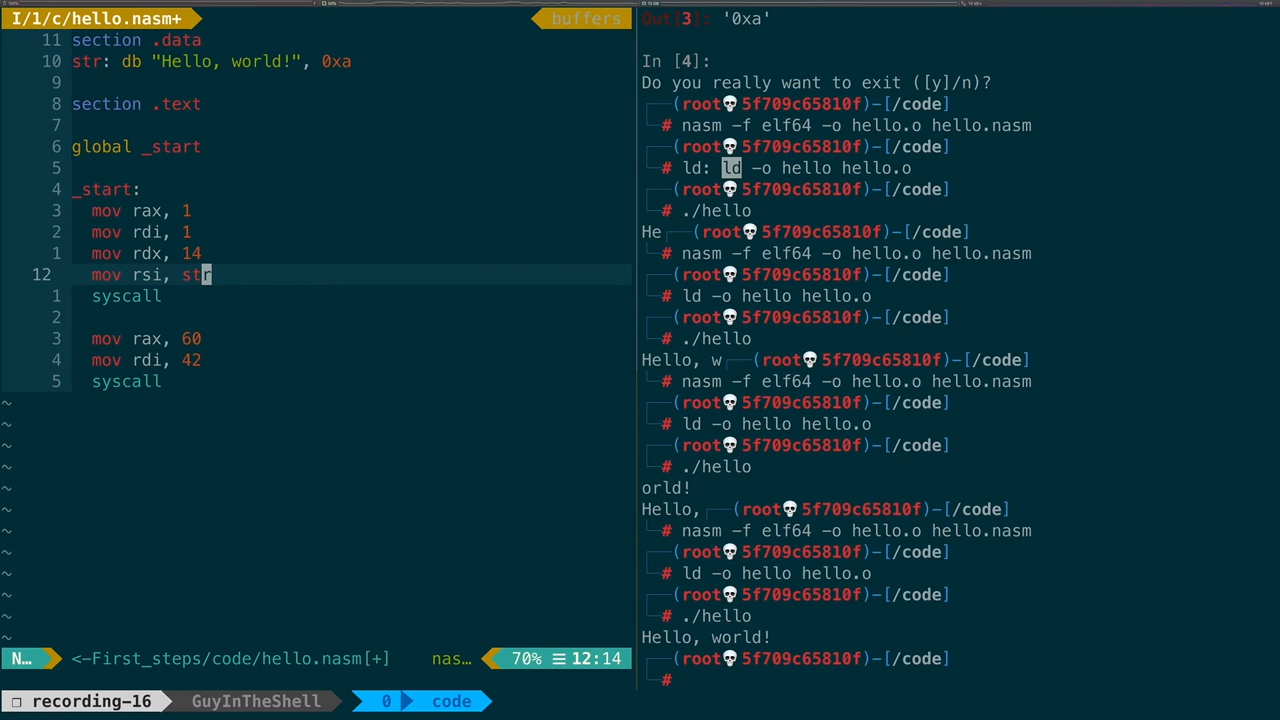 I/1/c/hello.nasm+
buffers
11 section .data
10 str: db "Hello, world!", 0xa
9
8 section .text
7
6 global _start
5
4 _start:
3 mov rax, 1
2 mov rdi, 1
1 mov rdx, 14
12 mov rsi, str
1 syscall
2
3 mov rax, 60
4 mov rdi, 42
5 syscall
~
~
~
~
~
~
~
~
~
~
~
~
N... <-First_steps/code/hello.nasm[+] nas... 70% ☰ 12:14
Out[3]: '0xa'
In [4]:
Do you really want to exit ([y]/n)?
┌──(root💀5f709c65810f)-[/code]
└─# nasm -f elf64 -o hello.o hello.nasm
┌──(root💀5f709c65810f)-[/code]
└─# ld: ld -o hello hello.o
┌──(root💀5f709c65810f)-[/code]
└─# ./hello
He┌──(root💀5f709c65810f)-[/code]
└─# nasm -f elf64 -o hello.o hello.nasm
┌──(root💀5f709c65810f)-[/code]
└─# ld -o hello hello.o
┌──(root💀5f709c65810f)-[/code]
└─# ./hello
Hello, w┌──(root💀5f709c65810f)-[/code]
└─# nasm -f elf64 -o hello.o hello.nasm
┌──(root💀5f709c65810f)-[/code]
└─# ld -o hello hello.o
┌──(root💀5f709c65810f)-[/code]
└─# ./hello
orld!
Hello,┌──(root💀5f709c65810f)-[/code]
└─# nasm -f elf64 -o hello.o hello.nasm
┌──(root💀5f709c65810f)-[/code]
└─# ld -o hello hello.o
┌──(root💀5f709c65810f)-[/code]
└─# ./hello
Hello, world!
┌──(root💀5f709c65810f)-[/code]
└─#
❐ recording-16 GuyInTheShell 0 code